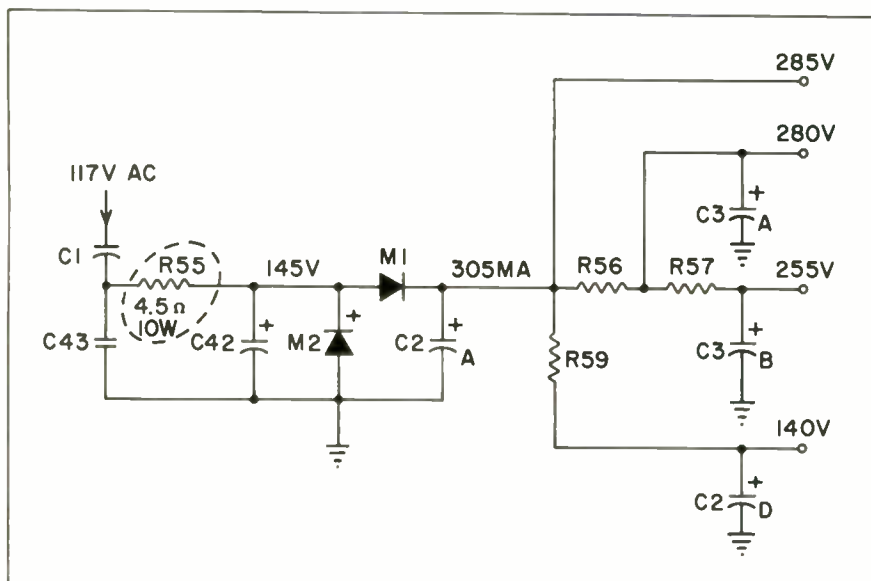 285V
280V
117V AC
C3
+
A
C1
R55
145V
M1
305MA
R56
R57
255V
4.5Ω
10W
C43
C42
+
M2
+
C2
+
A
R59
C3
+
B
140V
C2
+
D